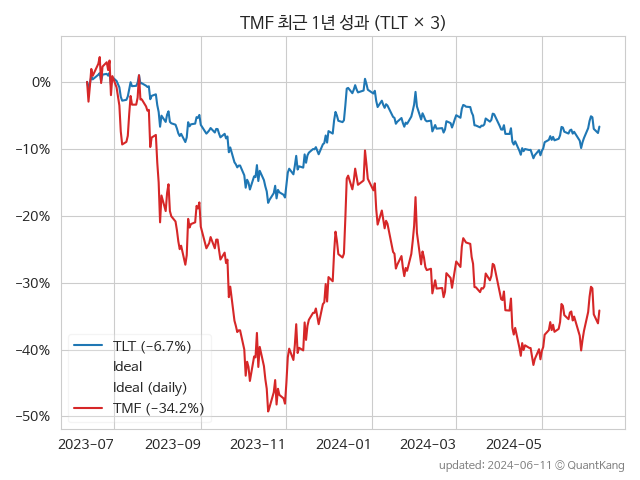 TMF 최근 1년 성과 (TLT × 3)
0%
−10%
−20%
−30%
−40%
−50%
TLT (−6.7%)
Ideal
Ideal (daily)
TMF (−34.2%)
2023-07 2023-09 2023-11 2024-01 2024-03 2024-05
updated: 2024-06-11 © QuantKang